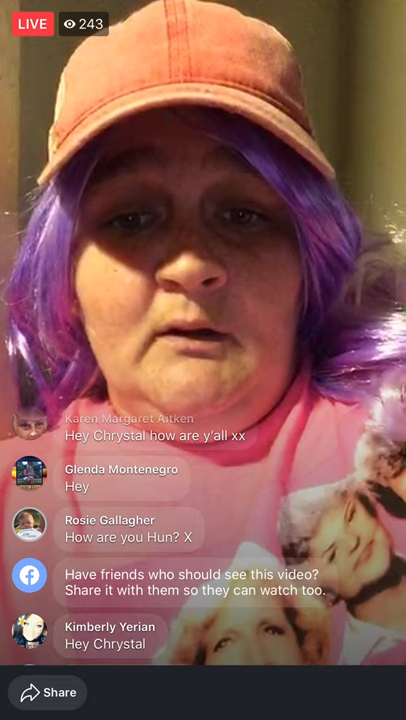 LIVE 243
Karen Margaret Aitken
Hey Chrystal how are y'all xx
Glenda Montenegro
Hey
Rosie Gallagher
How are you Hun? X
Have friends who should see this video?
Share it with them so they can watch too.
Kimberly Yerian
Hey Chrystal
Share